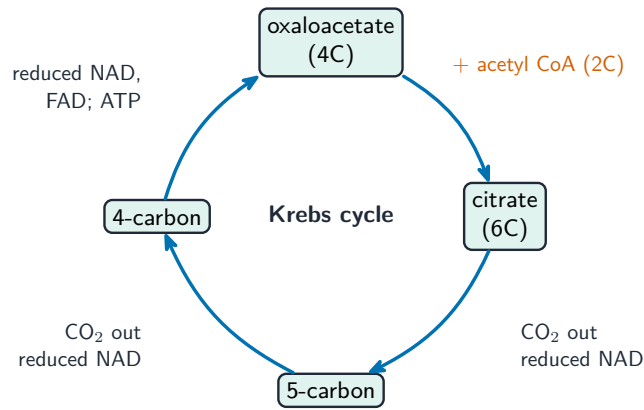 oxaloacetate
(4C)
+ acetyl CoA (2C)
reduced NAD,
FAD; ATP
citrate
(6C)
4-carbon
Krebs cycle
CO₂ out
reduced NAD
CO₂ out
reduced NAD
5-carbon